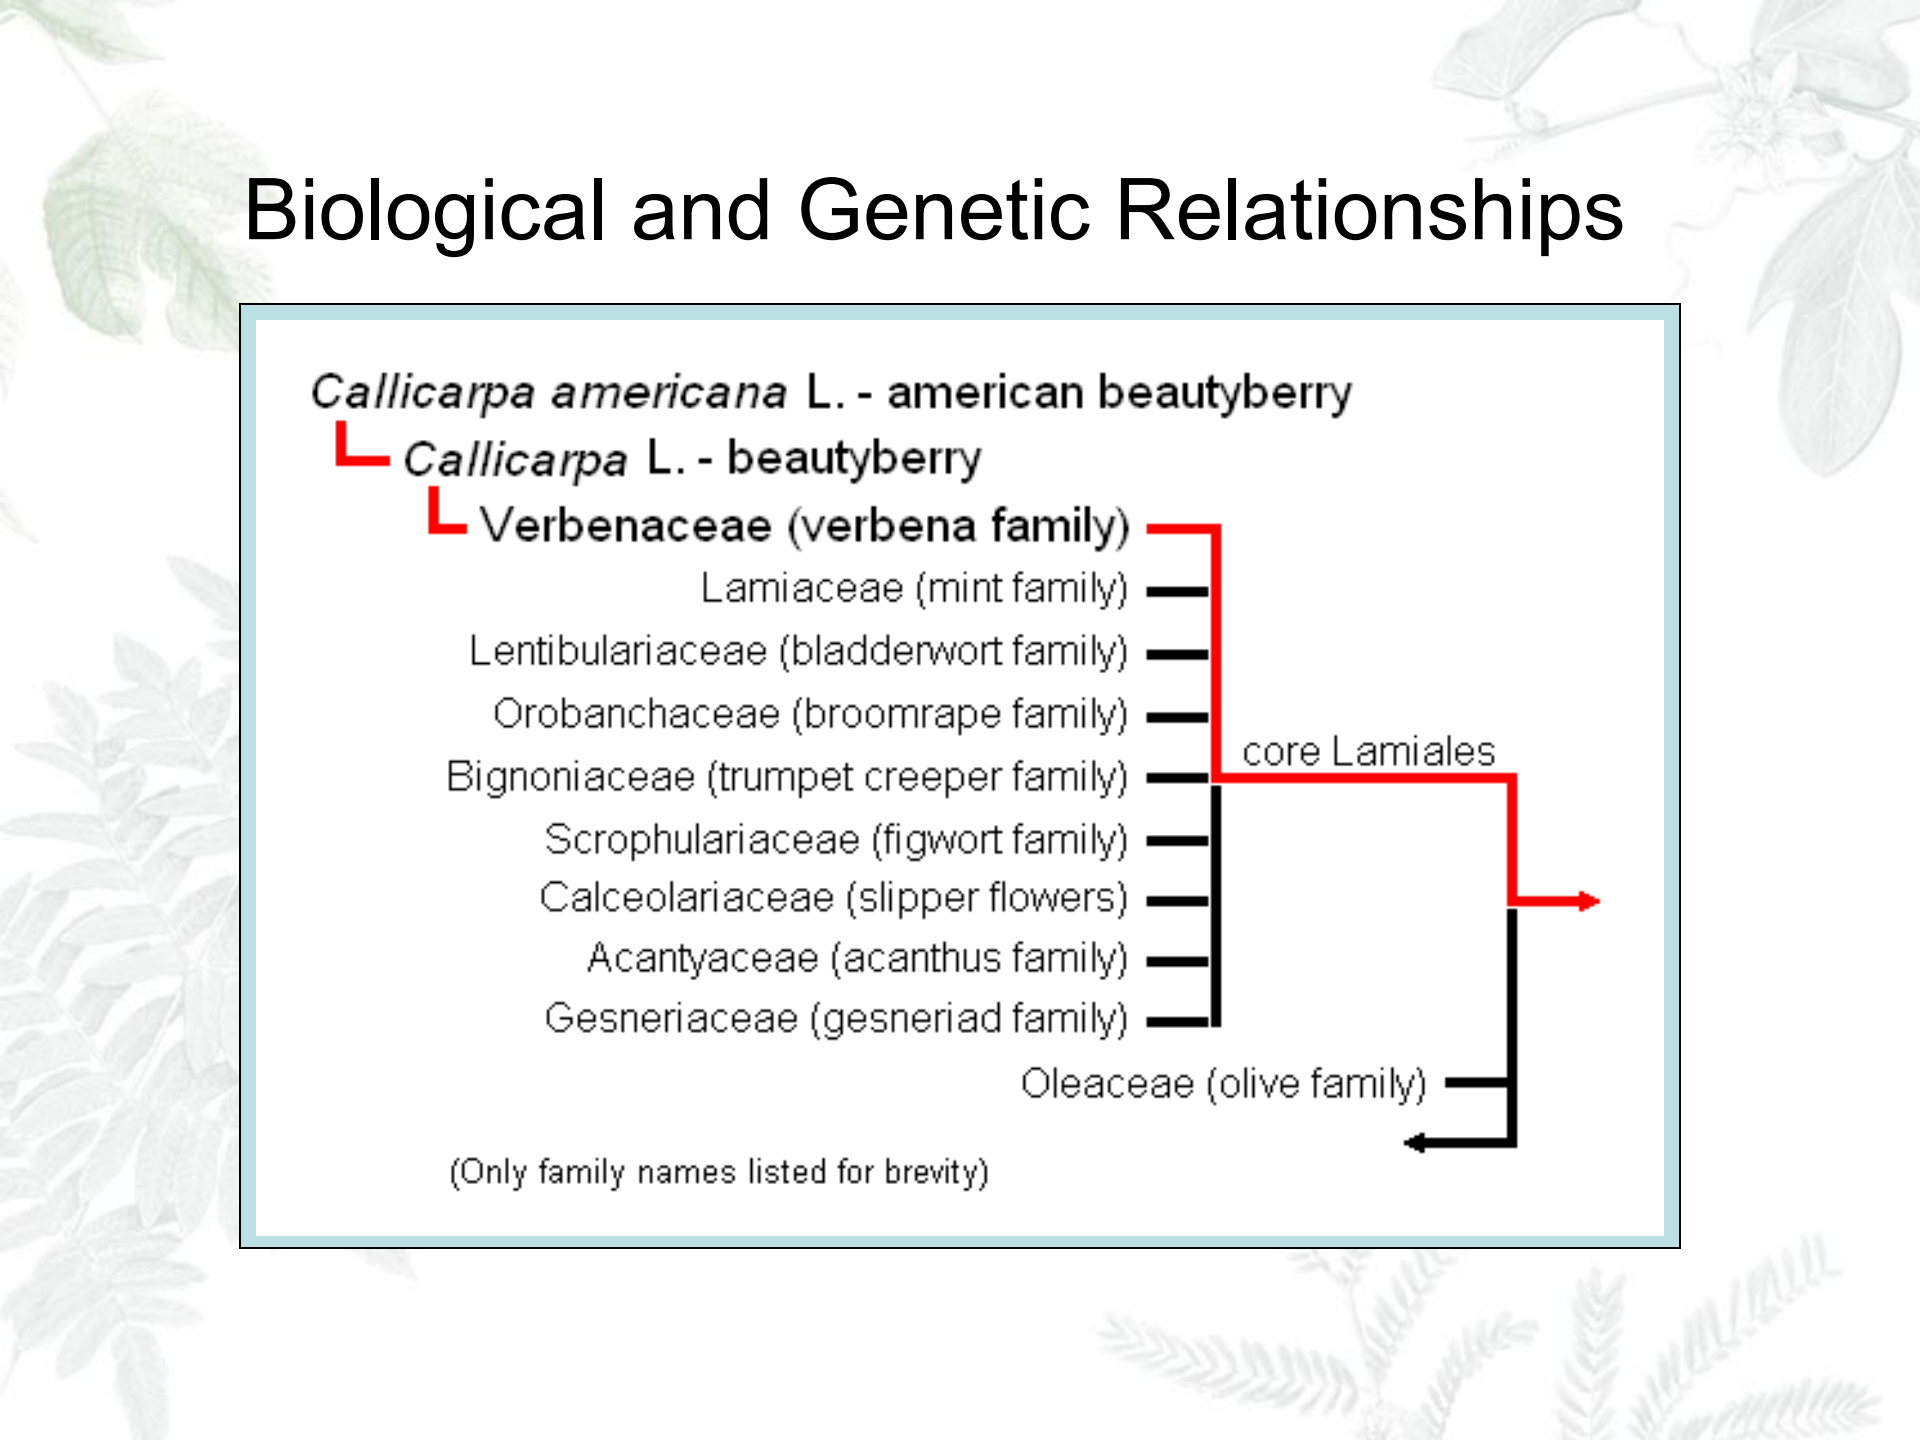 Biological and Genetic Relationships
Callicarpa americana L. - american beautyberry
Callicarpa L. - beautyberry
Verbenaceae (verbena family)
Lamiaceae (mint family)
Lentibulariaceae (bladderwort family)
Orobanchaceae (broomrape family)
core Lamiales
Bignoniaceae (trumpet creeper family)
Scrophulariaceae (figwort family)
Calceolariaceae (slipper flowers)
Acantyaceae (acanthus family)
Gesneriaceae (gesneriad family)
Oleaceae (olive family)
(Only family names listed for brevity)